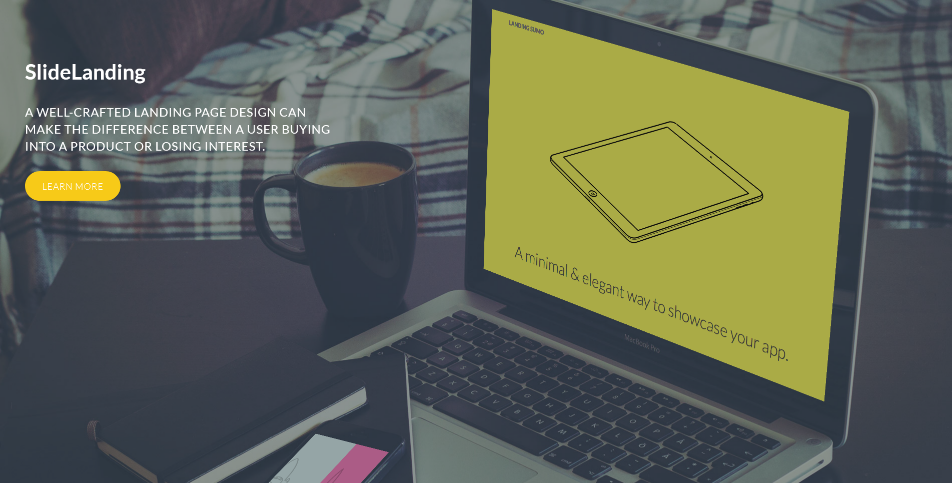 SlideLanding
A WELL-CRAFTED LANDING PAGE DESIGN CAN
MAKE THE DIFFERENCE BETWEEN A USER BUYING
INTO A PRODUCT OR LOSING INTEREST.
LEARN MORE
LANDING SUMO
A minimal & elegant way to showcase your app.
MacBook Pro